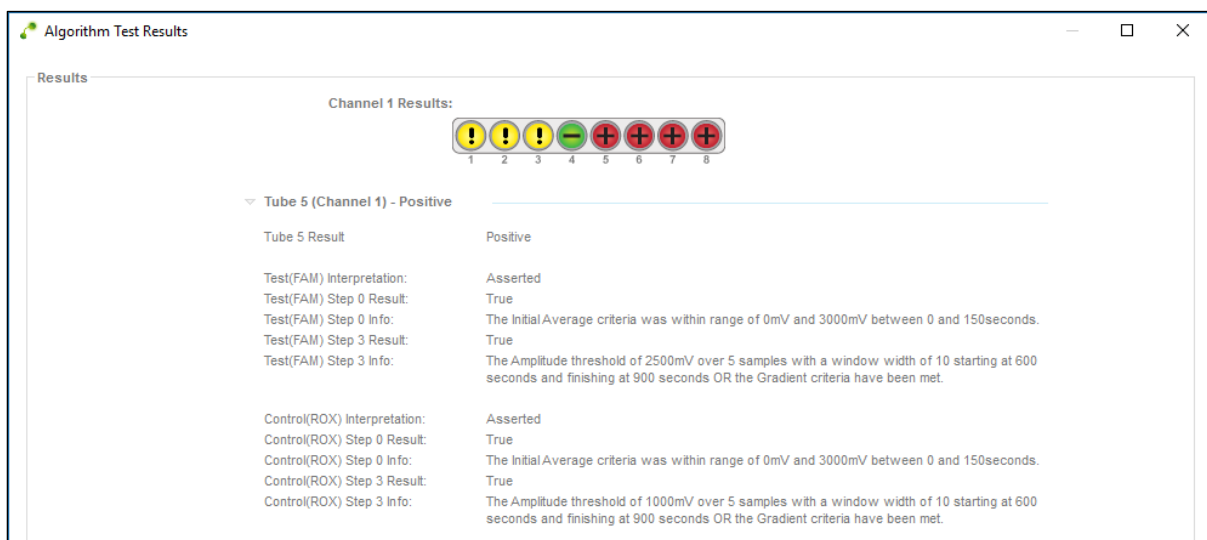 Algorithm Test Results
Results
Channel 1 Results:
! ! ! − + + + +
1 2 3 4 5 6 7 8
Tube 5 (Channel 1) - Positive
Tube 5 Result Positive
Test(FAM) Interpretation: Asserted
Test(FAM) Step 0 Result: True
Test(FAM) Step 0 Info: The Initial Average criteria was within range of 0mV and 3000mV between 0 and 150seconds.
Test(FAM) Step 3 Result: True
Test(FAM) Step 3 Info: The Amplitude threshold of 2500mV over 5 samples with a window width of 10 starting at 600
seconds and finishing at 900 seconds OR the Gradient criteria have been met.
Control(ROX) Interpretation: Asserted
Control(ROX) Step 0 Result: True
Control(ROX) Step 0 Info: The Initial Average criteria was within range of 0mV and 3000mV between 0 and 150seconds.
Control(ROX) Step 3 Result: True
Control(ROX) Step 3 Info: The Amplitude threshold of 1000mV over 5 samples with a window width of 10 starting at 600
seconds and finishing at 900 seconds OR the Gradient criteria have been met.